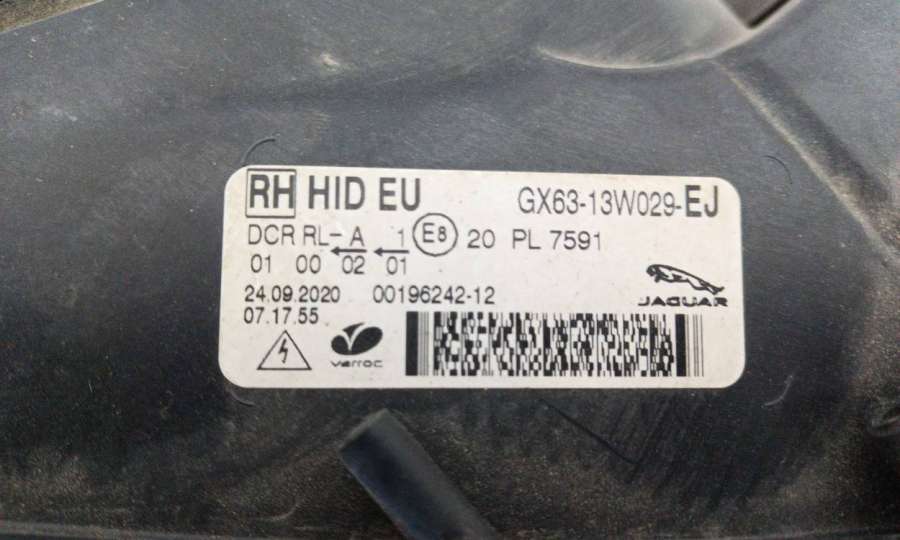 RH HID EU GX63-13W029-EJ
DCR RL- A 1 E8 20 PL 7591
01 00 02 01
24.09.2020 00196242-12
07.17.55
JAGUAR
varroc